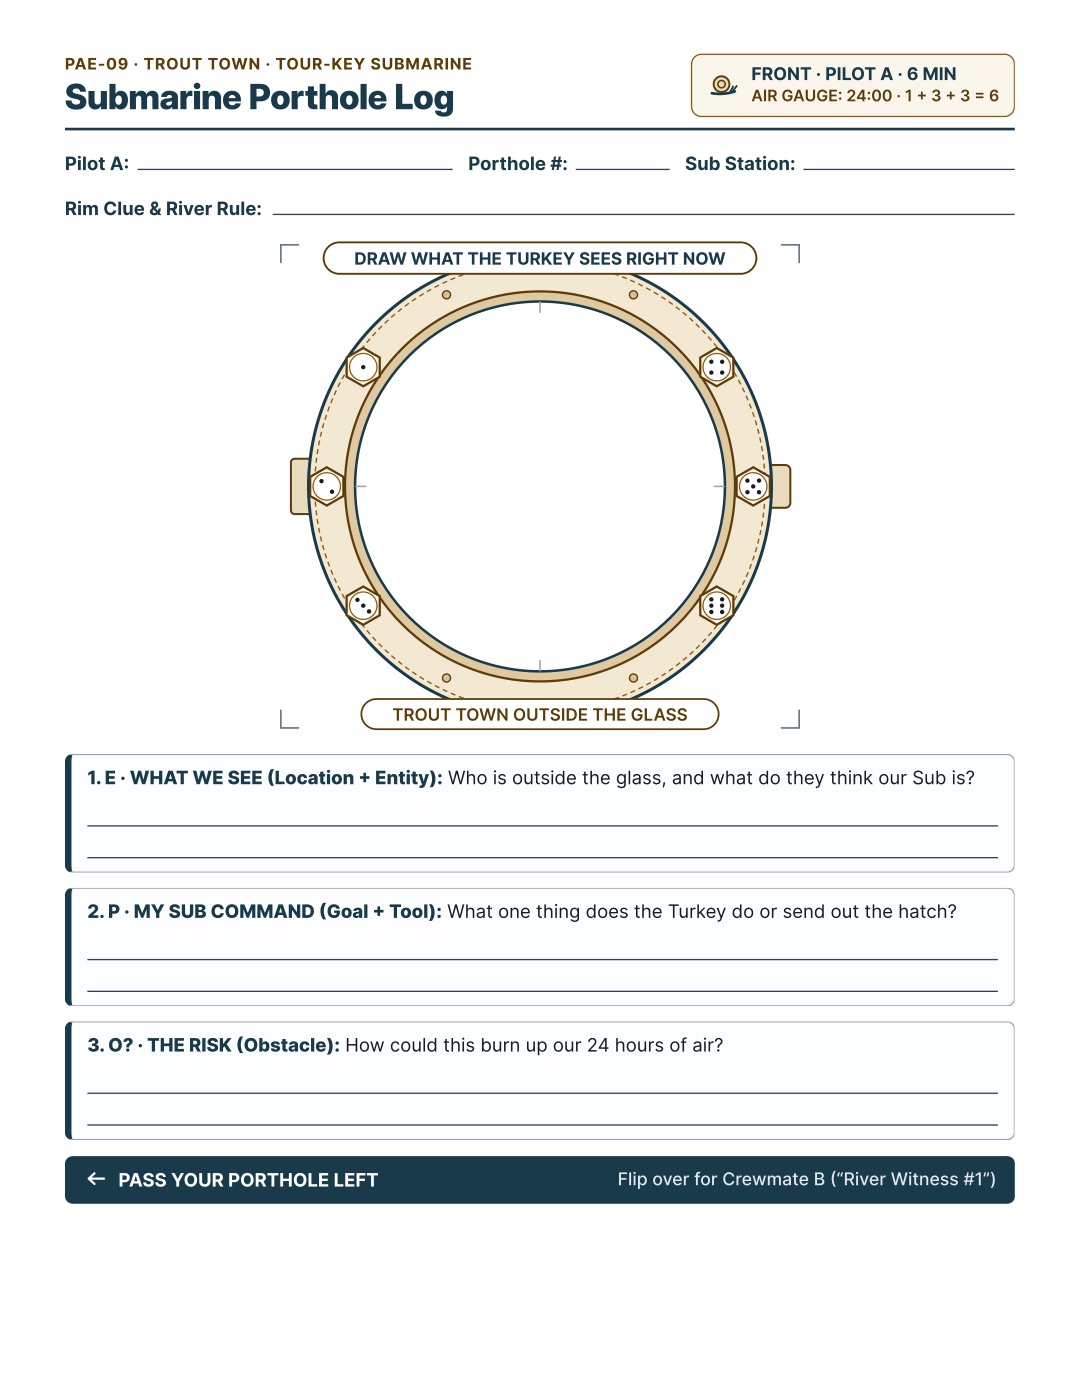 PAE-09 · TROUT TOWN · TOUR-KEY SUBMARINE
Submarine Porthole Log
FRONT · PILOT A · 6 MIN
AIR GAUGE: 24:00 · 1 + 3 + 3 = 6
Pilot A: Porthole #: Sub Station:
Rim Clue & River Rule:
DRAW WHAT THE TURKEY SEES RIGHT NOW
TROUT TOWN OUTSIDE THE GLASS
1. E · WHAT WE SEE (Location + Entity): Who is outside the glass, and what do they think our Sub is?
2. P · MY SUB COMMAND (Goal + Tool): What one thing does the Turkey do or send out the hatch?
3. O? · THE RISK (Obstacle): How could this burn up our 24 hours of air?
← PASS YOUR PORTHOLE LEFT
Flip over for Crewmate B (“River Witness #1”)